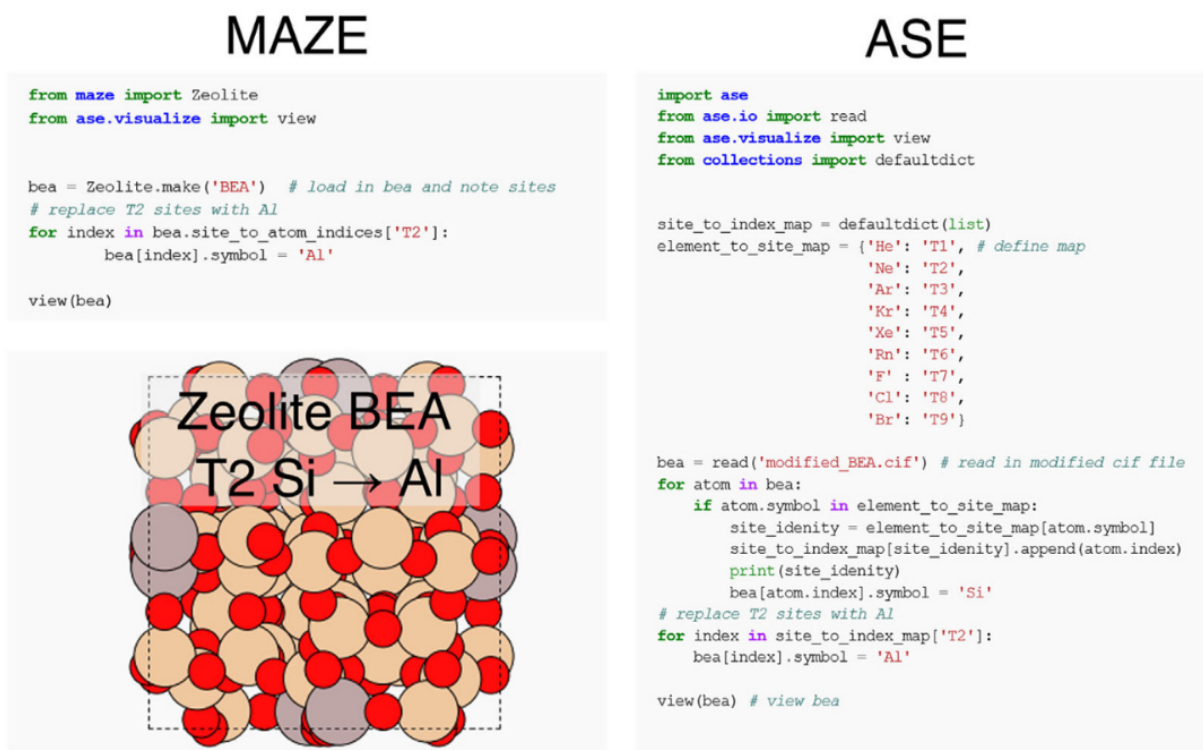 MAZE
from maze import Zeolite
from ase.visualize import view
bea = Zeolite.make('BEA')  # load in bea and note sites
# replace T2 sites with Al
for index in bea.site_to_atom_indices['T2']:
        bea[index].symbol = 'Al'
view(bea)
Zeolite BEA
T2 Si → Al
ASE
import ase
from ase.io import read
from ase.visualize import view
from collections import defaultdict
site_to_index_map = defaultdict(list)
element_to_site_map = {'He': 'T1', # define map
                       'Ne': 'T2',
                       'Ar': 'T3',
                       'Kr': 'T4',
                       'Xe': 'T5',
                       'Rn': 'T6',
                       'F' : 'T7',
                       'Cl': 'T8',
                       'Br': 'T9'}
bea = read('modified_BEA.cif') # read in modified cif file
for atom in bea:
    if atom.symbol in element_to_site_map:
        site_idenity = element_to_site_map[atom.symbol]
        site_to_index_map[site_idenity].append(atom.index)
        print(site_idenity)
        bea[atom.index].symbol = 'Si'
# replace T2 sites with Al
for index in site_to_index_map['T2']:
    bea[index].symbol = 'Al'
view(bea) # view bea